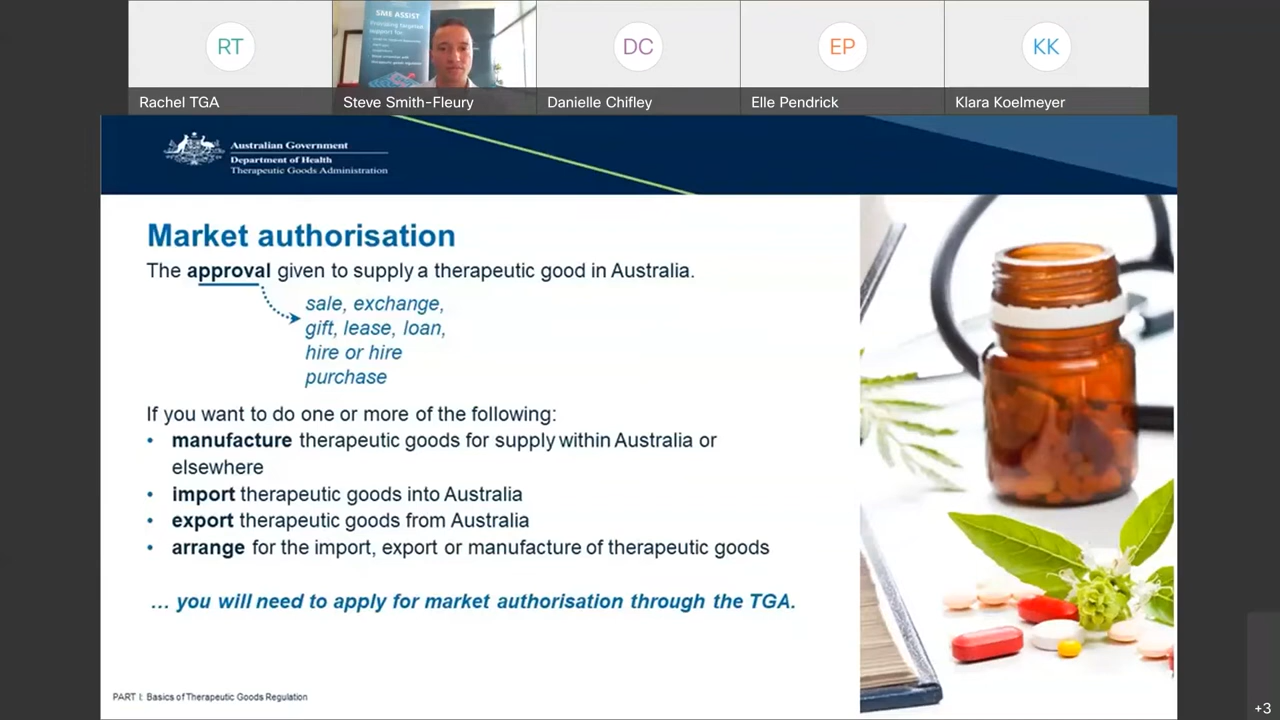 RT
DC
EP
KK
SME ASSIST
Rachel TGA
Steve Smith-Fleury
Danielle Chifley
Elle Pendrick
Klara Koelmeyer
Australian Government
Department of Health
Therapeutic Goods Administration
Market authorisation
The approval given to supply a therapeutic good in Australia.
sale, exchange,
gift, lease, loan,
hire or hire
purchase
If you want to do one or more of the following:
• manufacture therapeutic goods for supply within Australia or
elsewhere
• import therapeutic goods into Australia
• export therapeutic goods from Australia
• arrange for the import, export or manufacture of therapeutic goods
... you will need to apply for market authorisation through the TGA.
PART I: Basics of Therapeutic Goods Regulation
+3